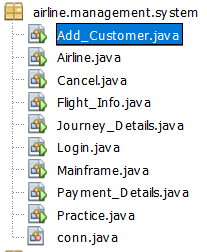 airline.management.system
Add_Customer.java
Airline.java
Cancel.java
Flight_Info.java
Journey_Details.java
Login.java
Mainframe.java
Payment_Details.java
Practice.java
conn.java